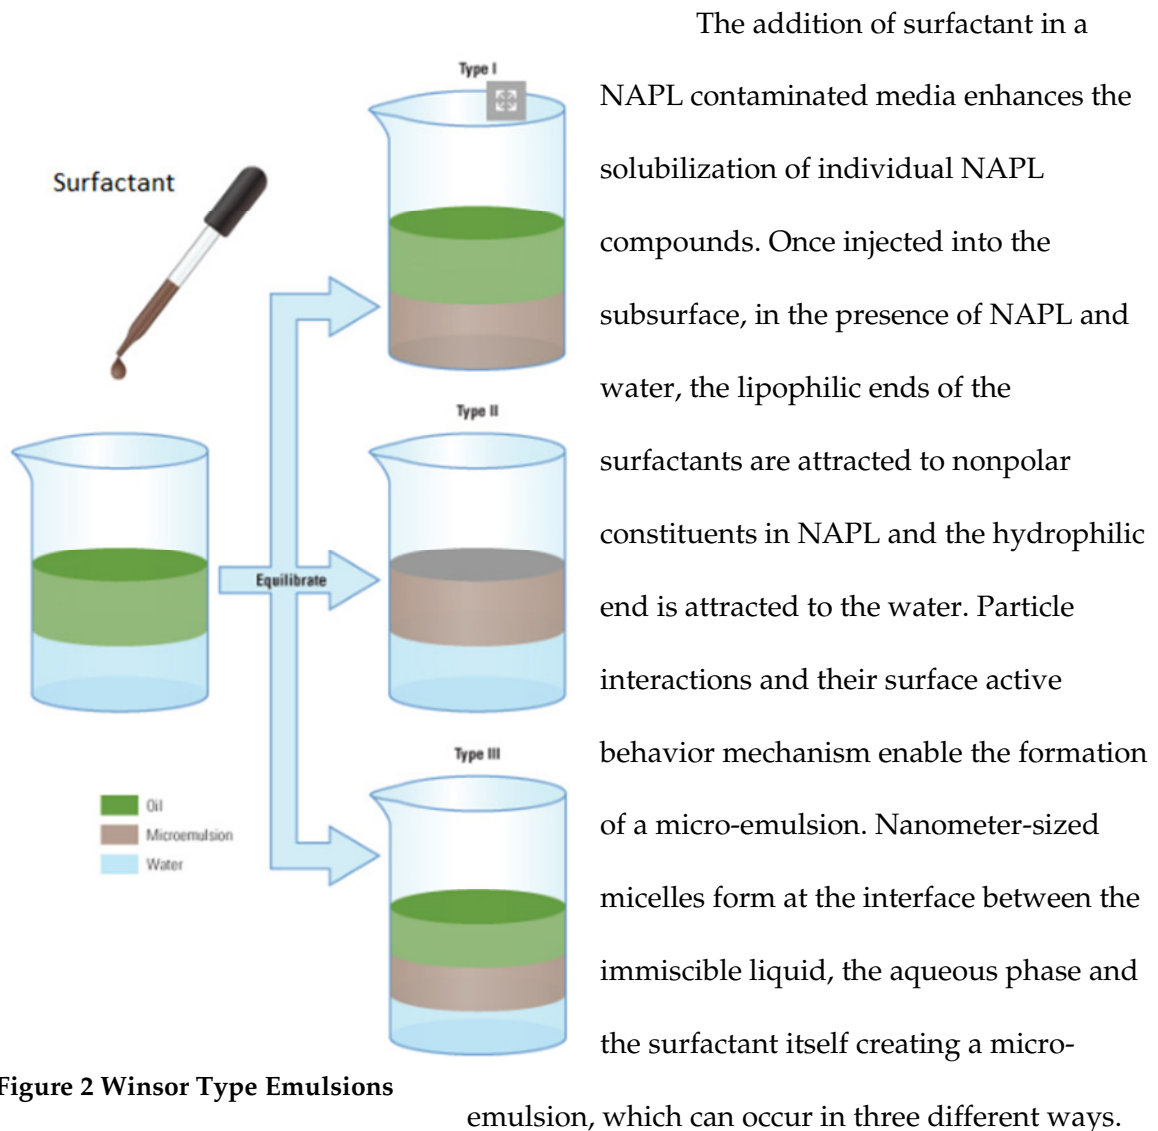 The addition of surfactant in a
NAPL contaminated media enhances the
solubilization of individual NAPL
compounds. Once injected into the
subsurface, in the presence of NAPL and
water, the lipophilic ends of the
surfactants are attracted to nonpolar
constituents in NAPL and the hydrophilic
end is attracted to the water. Particle
interactions and their surface active
behavior mechanism enable the formation
of a micro-emulsion. Nanometer-sized
micelles form at the interface between the
immiscible liquid, the aqueous phase and
the surfactant itself creating a micro-
emulsion, which can occur in three different ways.
Type I
Surfactant
Type II
Equilibrate
Type III
Oil
Microemulsion
Water
Figure 2 Winsor Type Emulsions